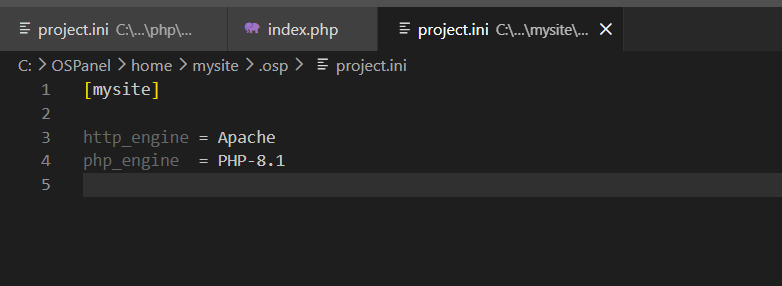 project.ini C:\...\php\... index.php project.ini C:\...\mysite\...
C: > OSPanel > home > mysite > .osp > project.ini
1 [mysite]
2
3 http_engine = Apache
4 php_engine  = PHP-8.1
5